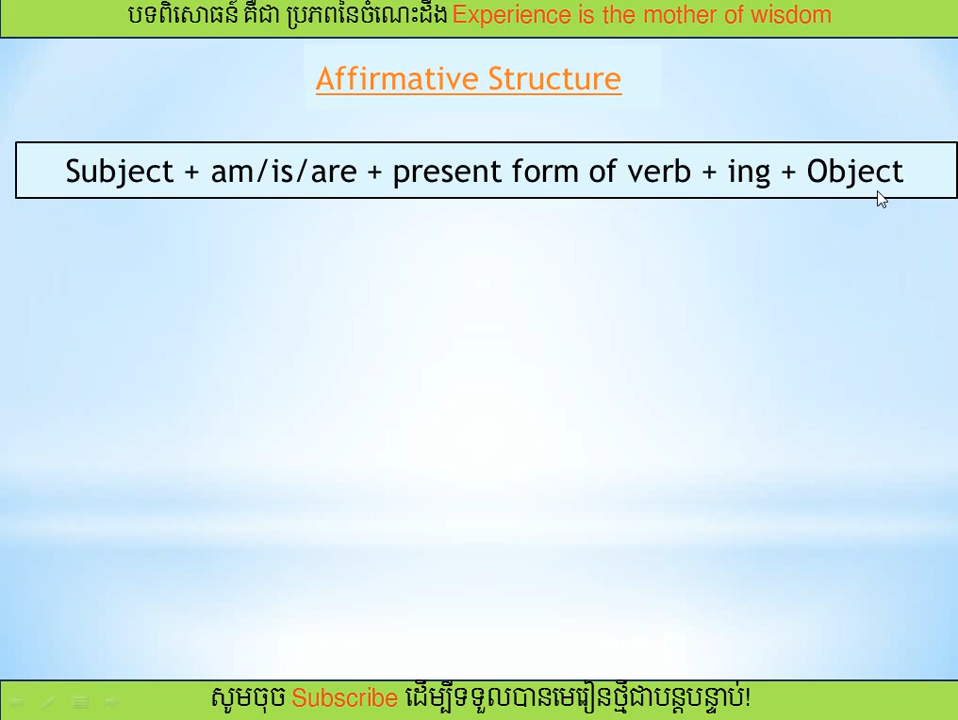 បទពិសោធន៍ គឺជា ប្រភពនៃចំណេះដឹង Experience is the mother of wisdom
Affirmative Structure
Subject + am/is/are + present form of verb + ing + Object
សូមចុច Subscribe ដើម្បីទទួលបានមេរៀនថ្មីជាបន្តបន្ទាប់!